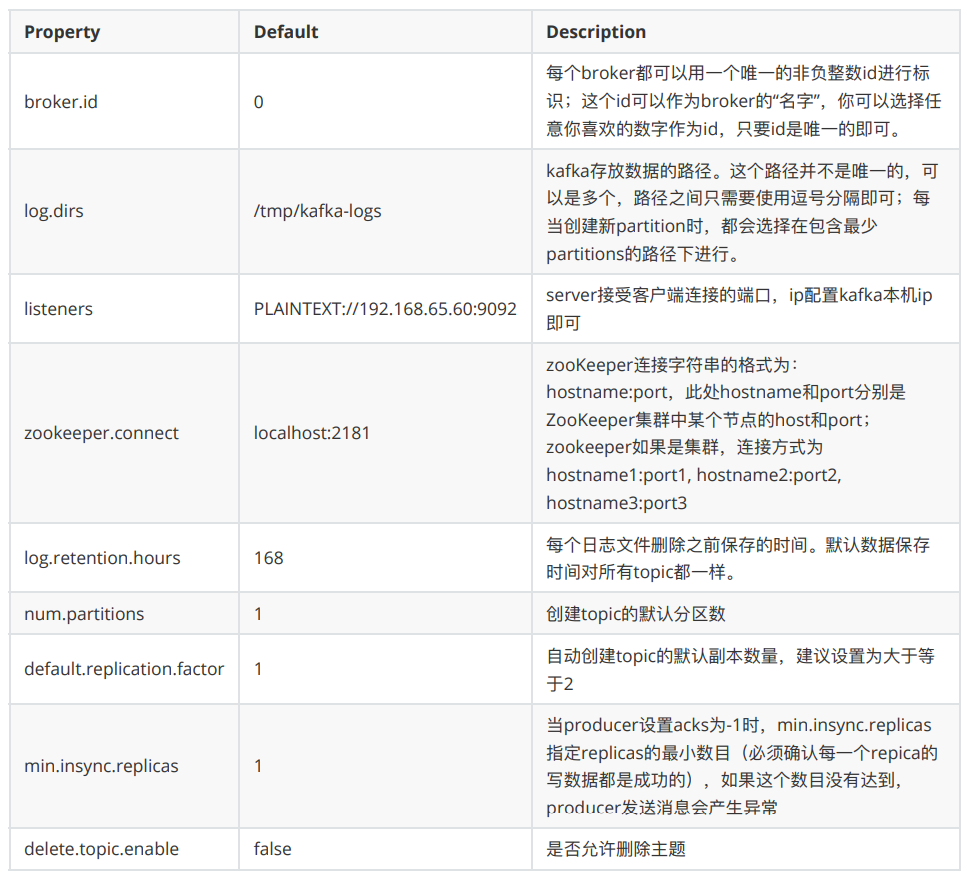 Property Default Description
broker.id 0 每个broker都可以用一个唯一的非负整数id进行标
识；这个id可以作为broker的“名字”，你可以选择任
意你喜欢的数字作为id，只要id是唯一的即可。
log.dirs /tmp/kafka-logs kafka存放数据的路径。这个路径并不是唯一的，可
以是多个，路径之间只需要使用逗号分隔即可；每
当创建新partition时，都会选择在包含最少
partitions的路径下进行。
listeners PLAINTEXT://192.168.65.60:9092 server接受客户端连接的端口，ip配置kafka本机ip
即可
zookeeper.connect localhost:2181 zooKeeper连接字符串的格式为：
hostname:port，此处hostname和port分别是
ZooKeeper集群中某个节点的host和port；
zookeeper如果是集群，连接方式为
hostname1:port1, hostname2:port2,
hostname3:port3
log.retention.hours 168 每个日志文件删除之前保存的时间。默认数据保存
时间对所有topic都一样。
num.partitions 1 创建topic的默认分区数
default.replication.factor 1 自动创建topic的默认副本数量，建议设置为大于等
于2
min.insync.replicas 1 当producer设置acks为-1时，min.insync.replicas
指定replicas的最小数目（必须确认每一个repica的
写数据都是成功的），如果这个数目没有达到，
producer发送消息会产生异常
delete.topic.enable false 是否允许删除主题